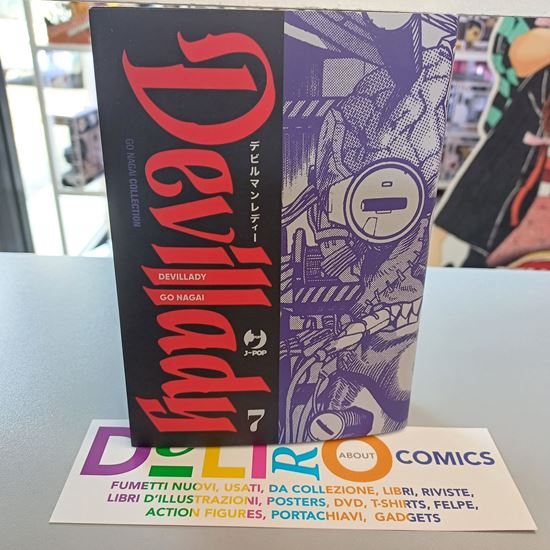 Devillady
デビルマンレディー
GO NAGAI COLLECTION
DEVILLADY
GO NAGAI
J-POP
7
ABOUT
COMICS
FUMETTI NUOVI, USATI, DA COLLEZIONE, LIBRI, RIVISTE,
LIBRI D'ILLUSTRAZIONI, POSTERS, DVD, T-SHIRTS, FELPE,
ACTION FIGURES, PORTACHIAVI, GADGETS